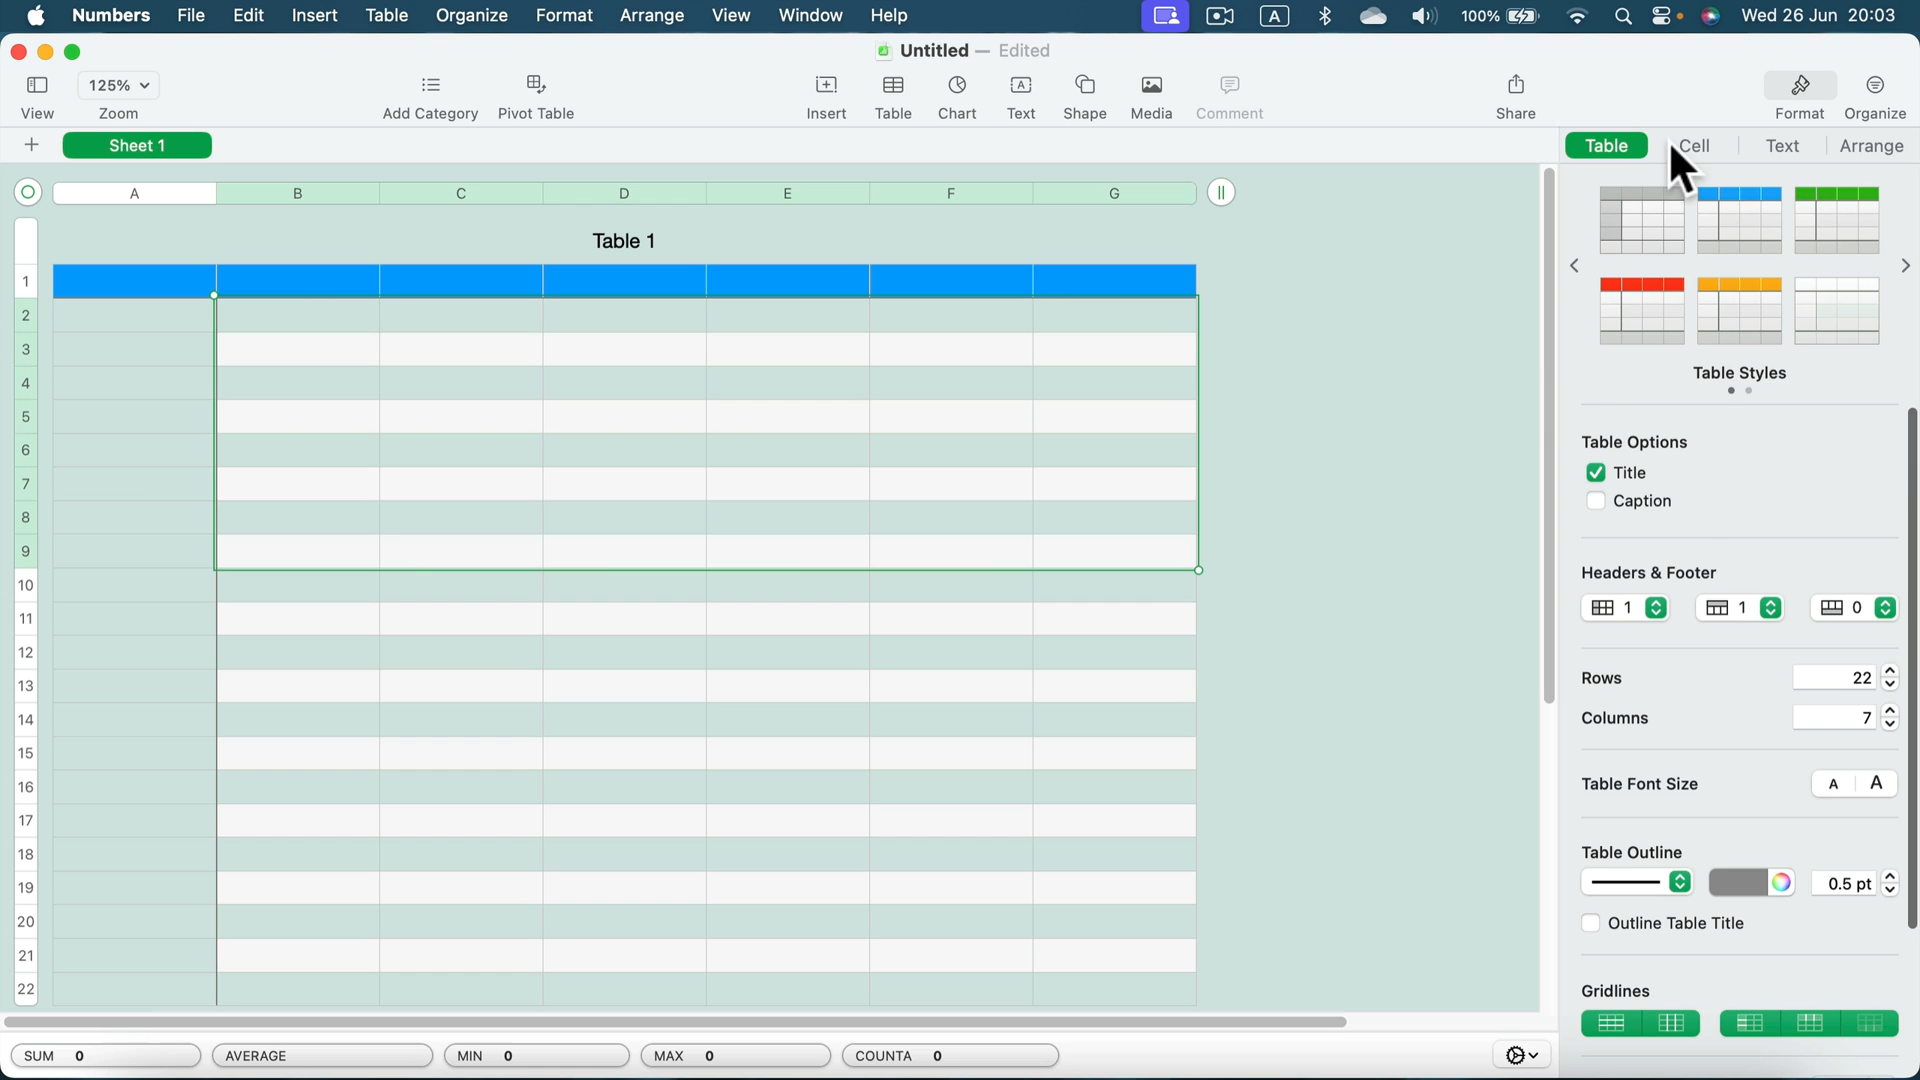 Numbers File Edit Insert Table Organize Format Arrange View Window Help A 100% Wed 26 Jun 20:03
Untitled — Edited
125%
View Zoom Add Category Pivot Table Insert Table Chart Text Shape Media Comment Share Format Organize
Sheet 1
Table Cell Text Arrange
A B C D E F G
Table 1
1
2
3
4
5
6
7
8
9
10
11
12
13
14
15
16
17
18
19
20
21
22
Table Styles
Table Options
Title
Caption
Headers & Footer
1 1 0
Rows 22
Columns 7
Table Font Size A A
Table Outline
0.5 pt
Outline Table Title
Gridlines
SUM 0 AVERAGE MIN 0 MAX 0 COUNTA 0